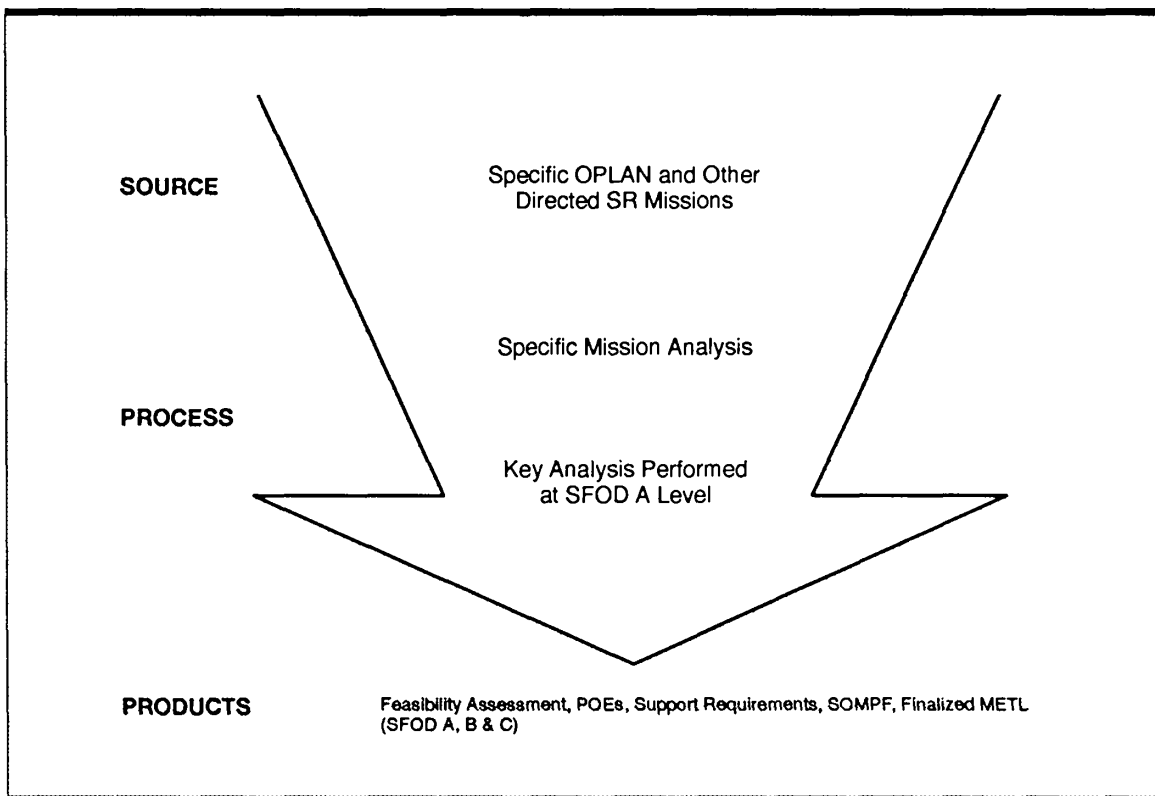 SOURCE
Specific OPLAN and Other
Directed SR Missions
Specific Mission Analysis
PROCESS
Key Analysis Performed
at SFOD A Level
PRODUCTS
Feasibility Assessment, POEs, Support Requirements, SOMPF, Finalized METL
(SFOD A, B & C)